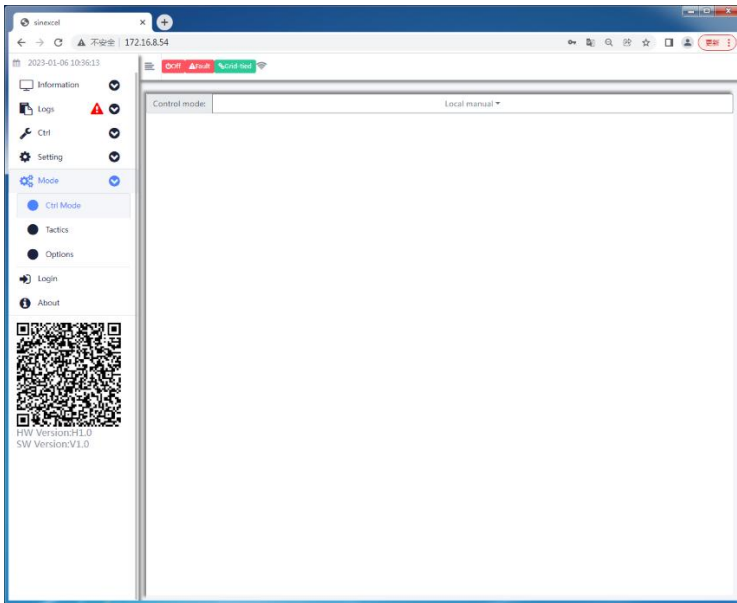 sinexcel
不安全 172.16.8.54
更新
2023-01-06 10:36:13
Off Fault Grid-tied
Information
Logs
Ctrl
Setting
Mode
Ctrl Mode
Tactics
Options
Login
About
HW Version:H1.0
SW Version:V1.0
Control mode: Local manual